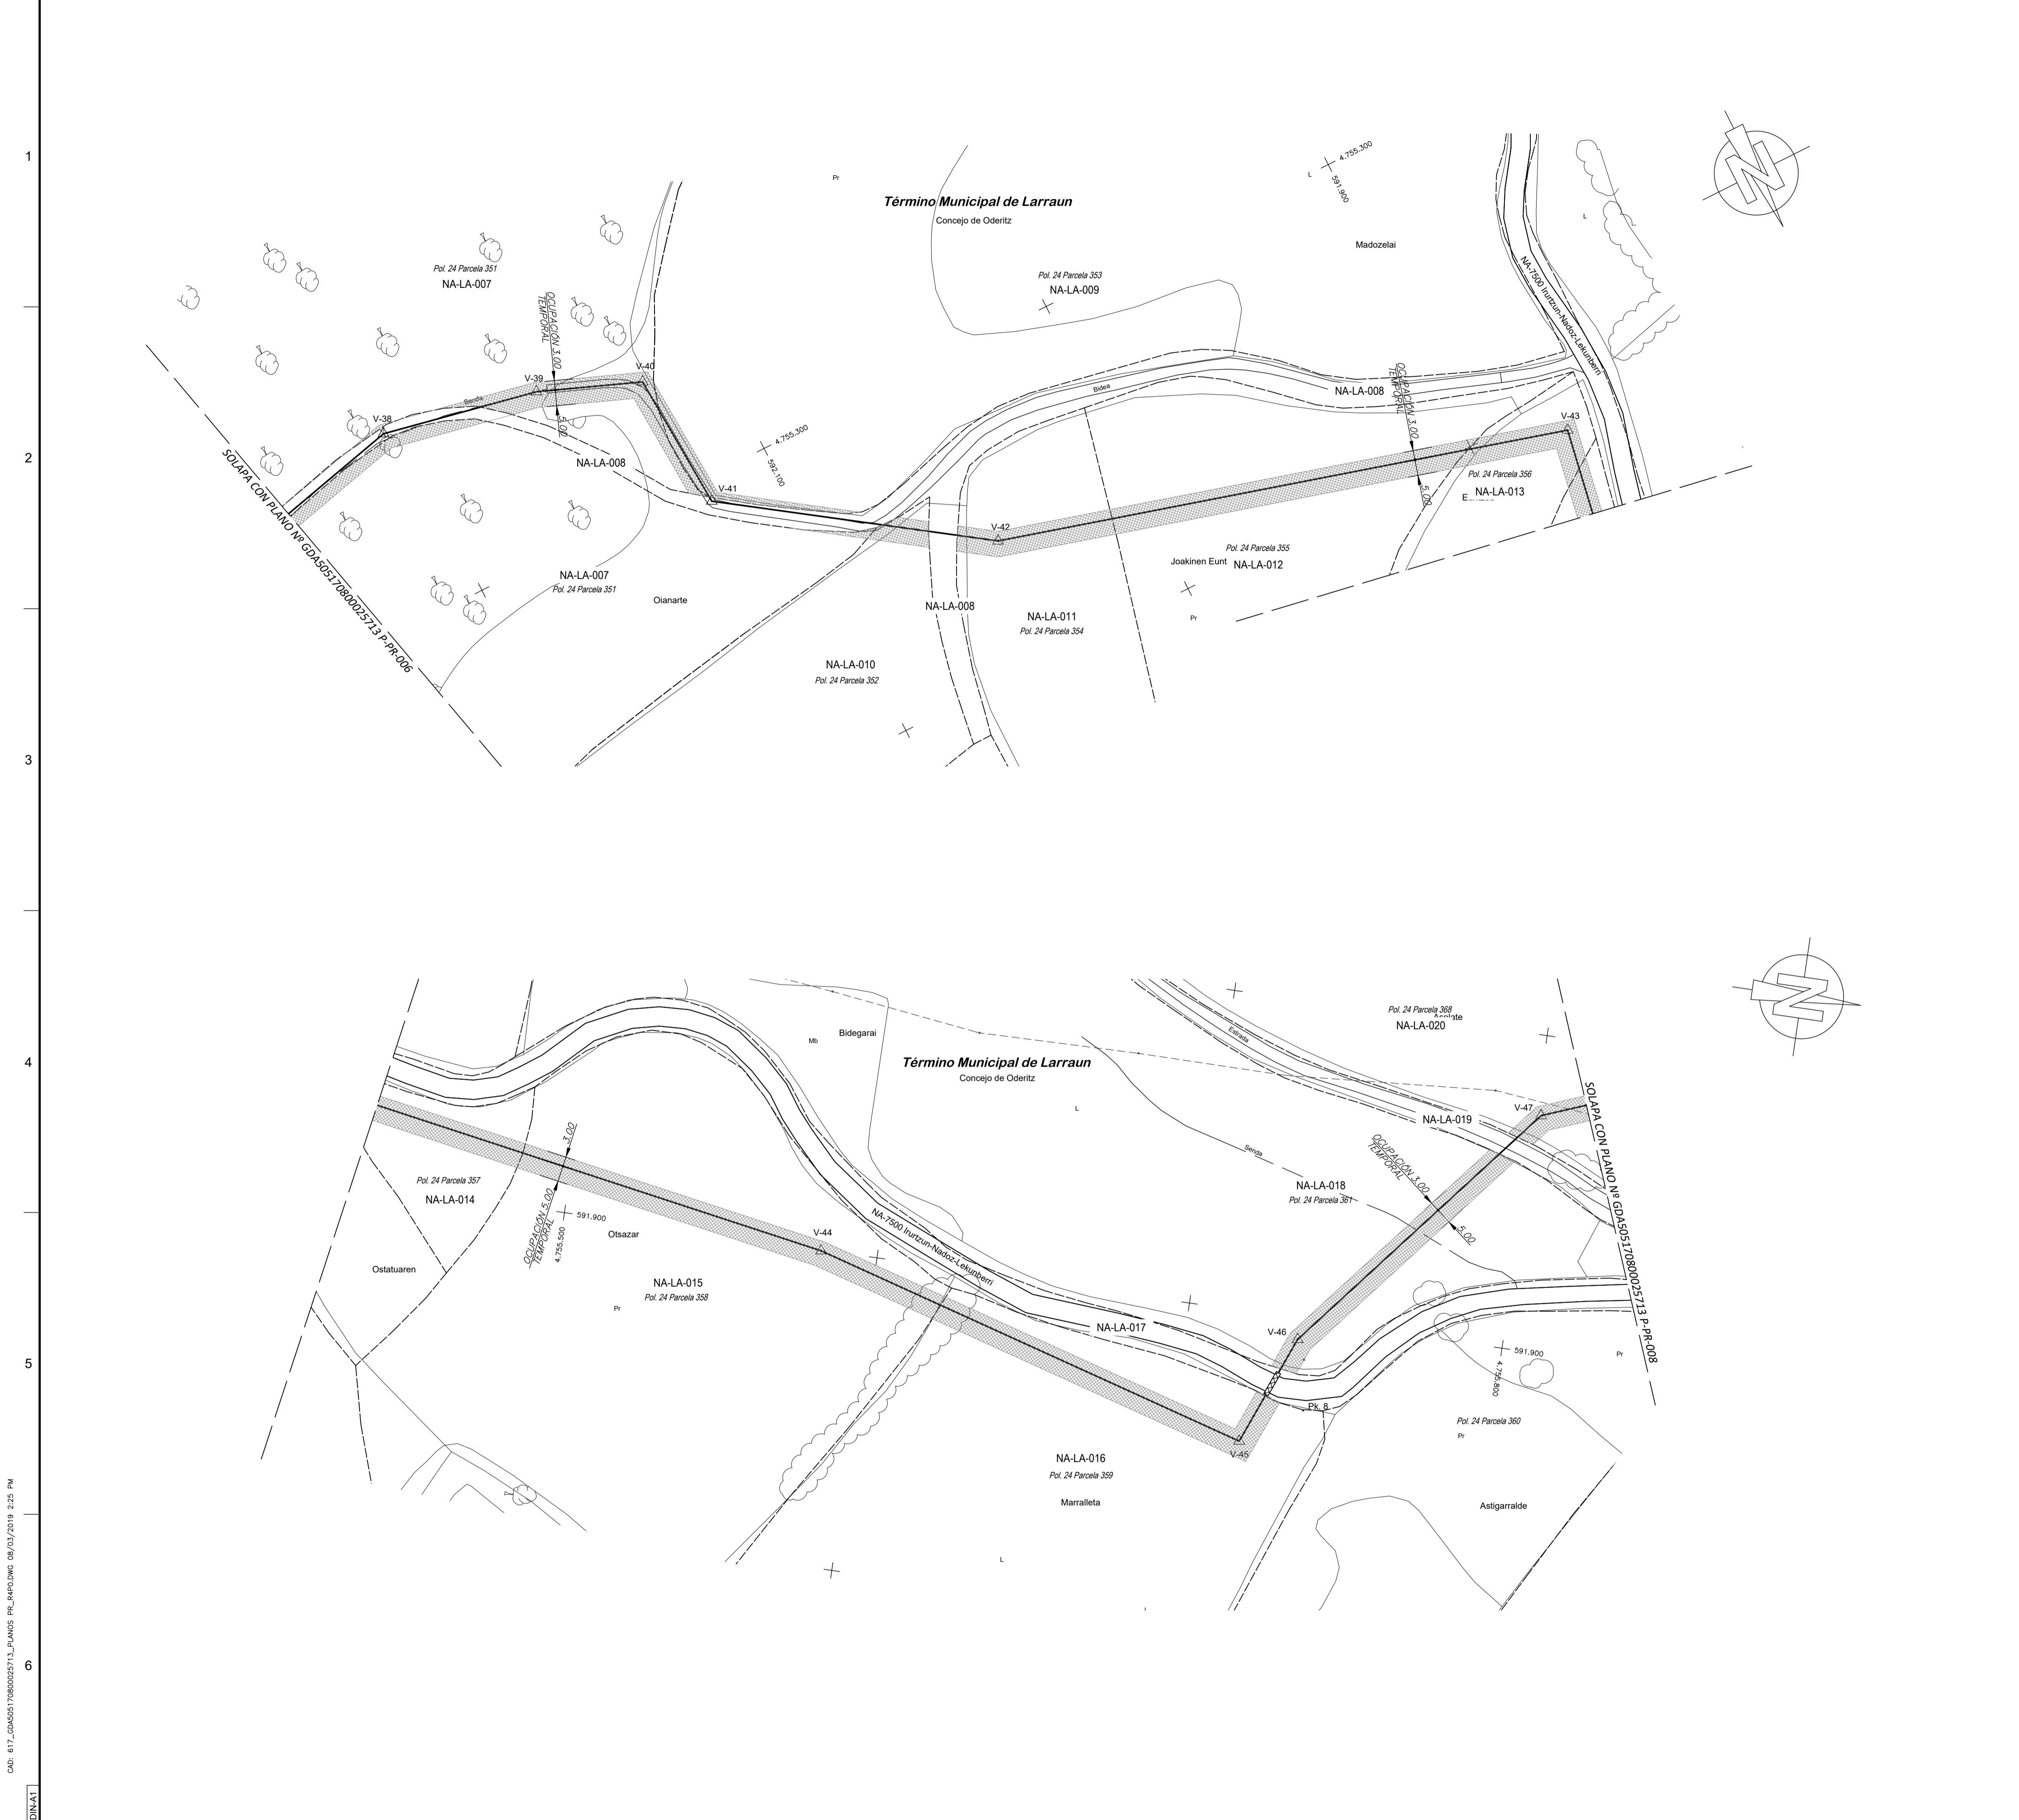 1
2
3
4
5
6
CAD: 617_GDA505170800025713_PLANOS PR_R4P0.DWG 08/03/2019 2:25 PM
DIN-A1
Término Municipal de Larraun
Concejo de Oderitz
Pr
L
4.755.300
591.900
N
Madozelai
L
NA-7500 Irurtzun-Nadoz-Lekunberri
Pol. 24 Parcela 351
NA-LA-007
Pol. 24 Parcela 353
NA-LA-009
OCUPACIÓN 3.00
TEMPORAL
5.00
V-38
V-39
V-40
Senda
Bidea
NA-LA-008
OCUPACIÓN 3.00
TEMPORAL
5.00
V-43
4.755.300
592.100
NA-LA-008
V-41
V-42
Pol. 24 Parcela 356
NA-LA-013
SOLAPA CON PLANO Nº GDA505170800025713 P-PR-006
NA-LA-007
Pol. 24 Parcela 351
Oianarte
NA-LA-008
Pol. 24 Parcela 355
Joakinen Eunt
NA-LA-012
NA-LA-011
Pol. 24 Parcela 354
Pr
NA-LA-010
Pol. 24 Parcela 352
N
Bidegarai
Mb
Término Municipal de Larraun
Concejo de Oderitz
L
Estrada
Pol. 24 Parcela 368
NA-LA-020
NA-LA-019
V-47
SOLAPA CON PLANO Nº GDA505170800025713 P-PR-008
3.00
OCUPACIÓN 5.00
TEMPORAL
Pol. 24 Parcela 357
NA-LA-014
591.900
4.755.500
Otsazar
Ostatuaren
V-44
NA-7500 Irurtzun-Nadoz-Lekunberri
Senda
OCUPACIÓN 3.00
TEMPORAL
5.00
NA-LA-018
Pol. 24 Parcela 361
NA-LA-015
Pol. 24 Parcela 358
Pr
NA-LA-017
V-46
591.900
4.755.800
Pr
Pk. 8
V-45
Pol. 24 Parcela 360
Pr
NA-LA-016
Pol. 24 Parcela 359
Marralleta
Astigarralde
L